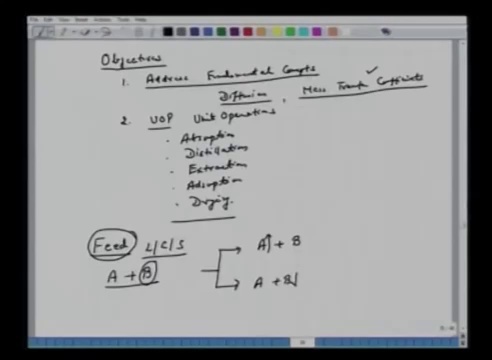 Objectives
1. Address Fundamental Concepts
Diffusion, Mass Transfer Coefficients
2. UOP Unit Operations
. Absorption
. Distillation
. Extraction
. Adsorption
. Drying.
Feed L/G/S
A + B
A↑ + B
A + B↓